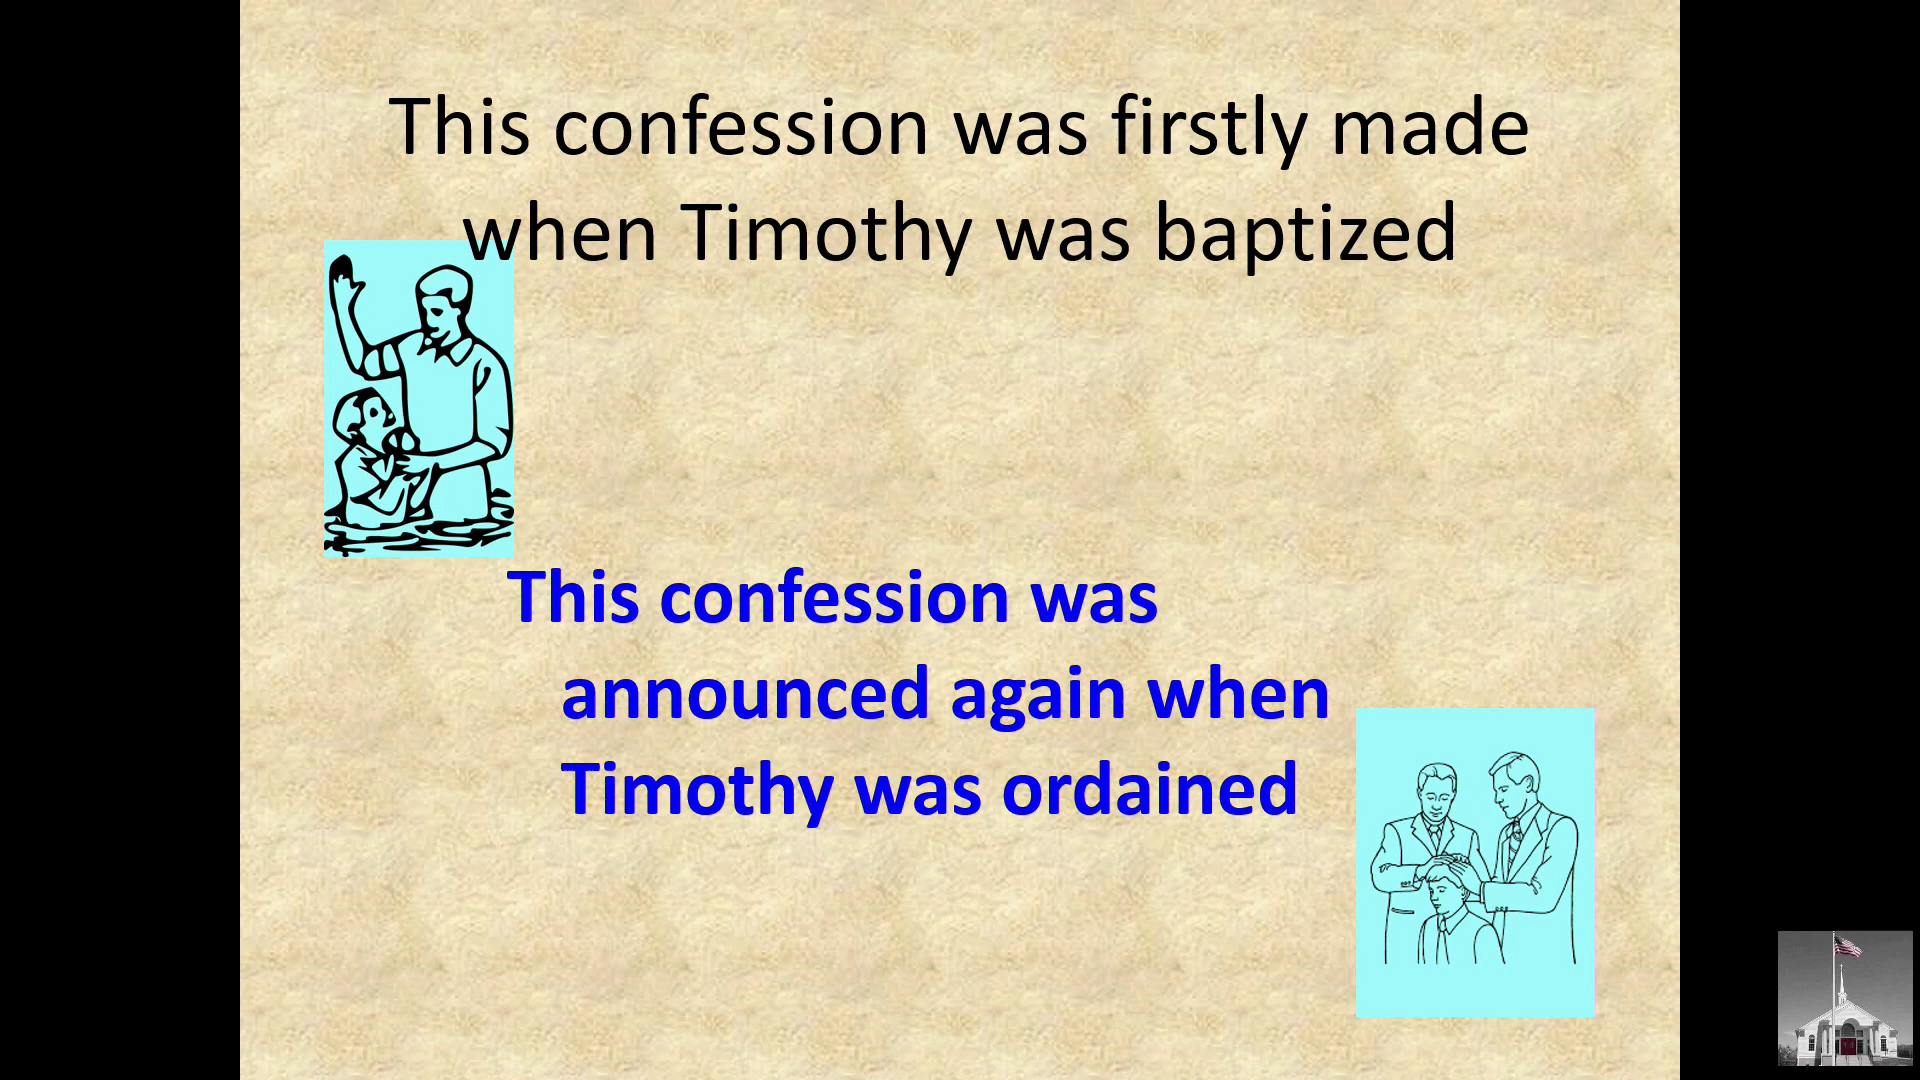 This confession was firstly made
when Timothy was baptized
This confession was
announced again when
Timothy was ordained